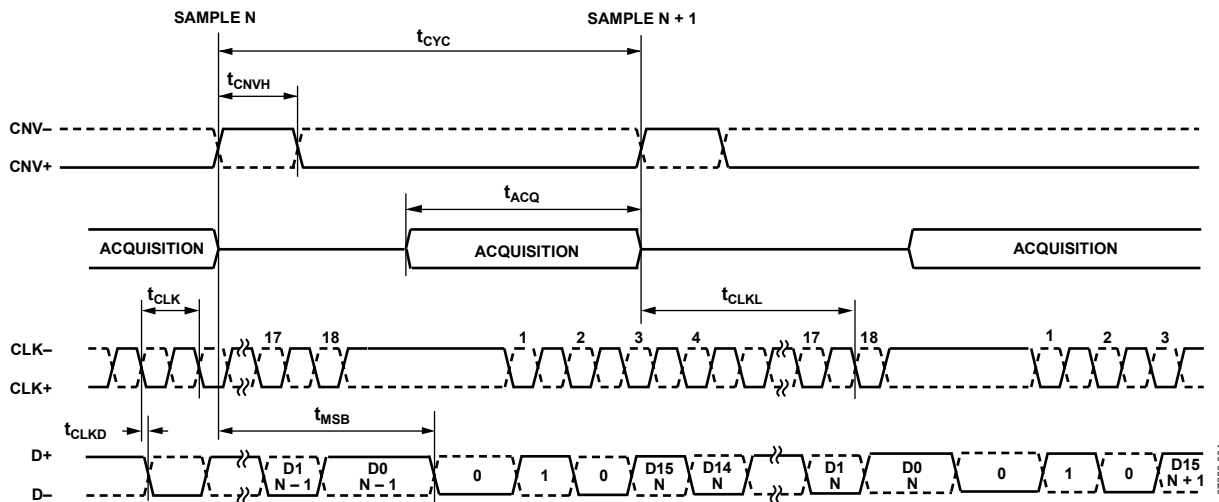 SAMPLE N SAMPLE N + 1
tCYC
tCNVH
CNV–
CNV+
tACQ
ACQUISITION ACQUISITION ACQUISITION
tCLK tCLKL
CLK– 17 18 1 2 3 4 17 18 1 2 3
CLK+
tCLKD tMSB
D+ D1 N – 1 D0 N – 1 0 1 0 D15 N D14 N D1 N D0 N 0 1 0 D15 N + 1
D–